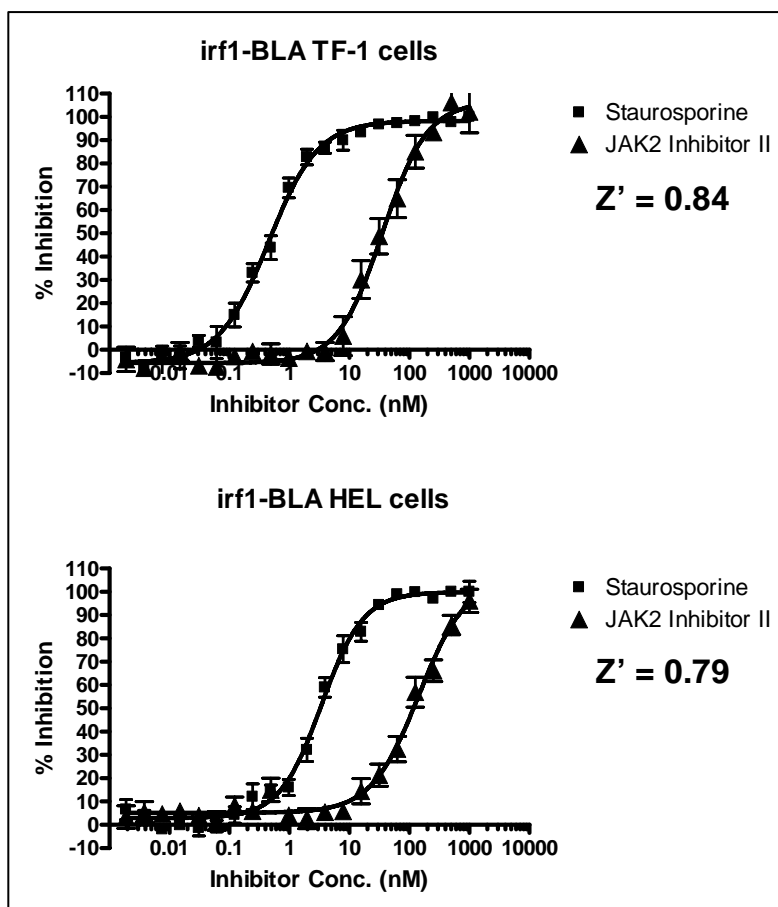 irf1-BLA TF-1 cells
110
100
90
80
70
60
50
40
30
20
10
0
-10
% Inhibition
0.01 0.1 1 10 100 1000 10000
Inhibitor Conc. (nM)
Staurosporine
JAK2 Inhibitor II
Z’ = 0.84
irf1-BLA HEL cells
110
100
90
80
70
60
50
40
30
20
10
0
-10
% Inhibition
0.01 0.1 1 10 100 1000 10000
Inhibitor Conc. (nM)
Staurosporine
JAK2 Inhibitor II
Z’ = 0.79